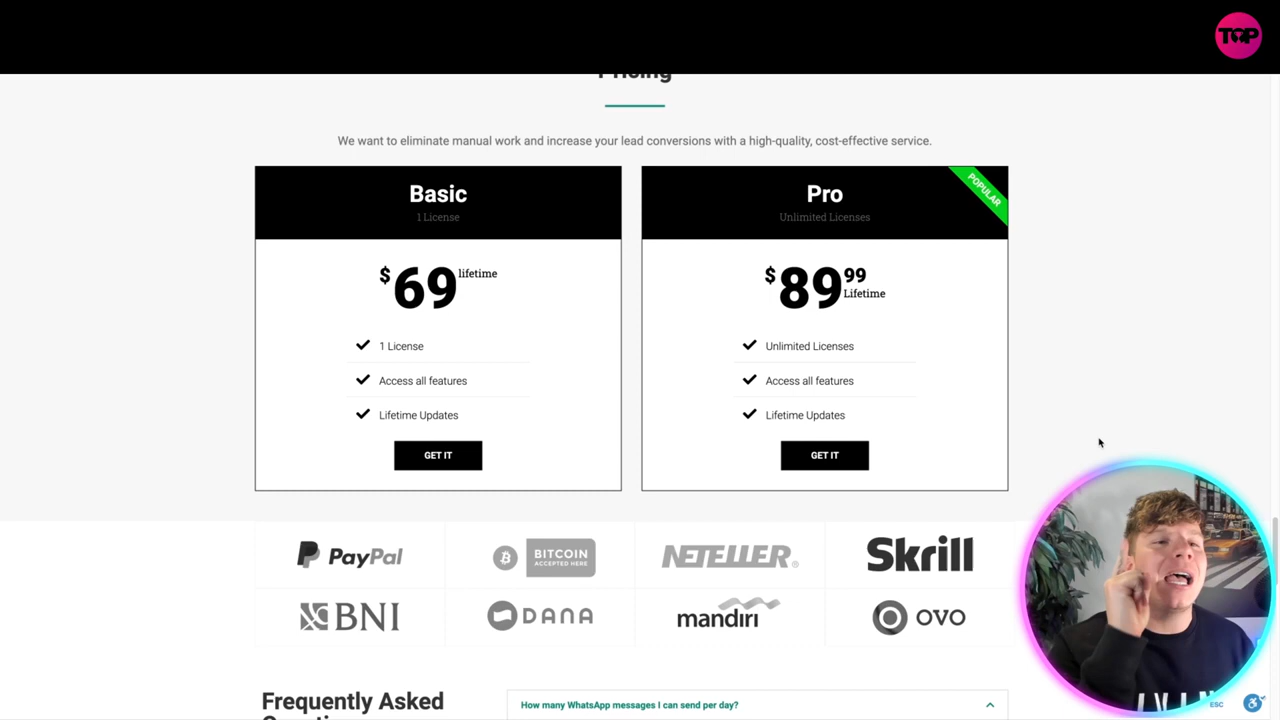 TOP
Pricing
We want to eliminate manual work and increase your lead conversions with a high-quality, cost-effective service.
Basic
1 License
$69 lifetime
1 License
Access all features
Lifetime Updates
GET IT
POPULAR
Pro
Unlimited Licenses
$89 99 Lifetime
Unlimited Licenses
Access all features
Lifetime Updates
GET IT
PayPal
BITCOIN
ACCEPTED HERE
NETELLER®
Skrill
BNI
DANA
mandiri
OVO
Frequently Asked
How many WhatsApp messages I can send per day?
ESC